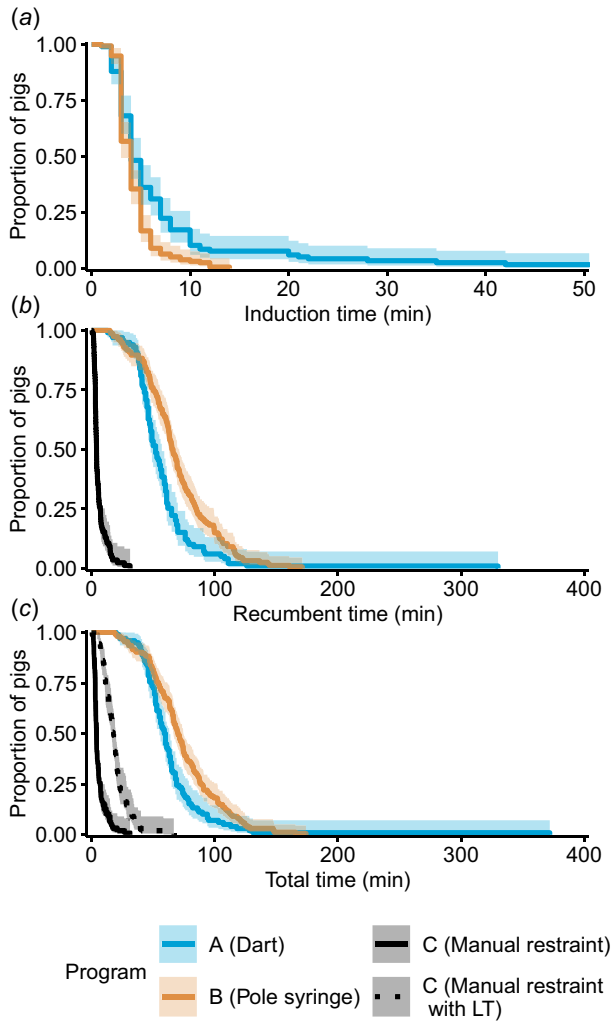 (a)
1.00
0.75
0.50
0.25
0.00
Proportion of pigs
0 10 20 30 40 50
Induction time (min)
(b)
1.00
0.75
0.50
0.25
0.00
Proportion of pigs
0 100 200 300 400
Recumbent time (min)
(c)
1.00
0.75
0.50
0.25
0.00
Proportion of pigs
0 100 200 300 400
Total time (min)
Program
A (Dart)
B (Pole syringe)
C (Manual restraint)
C (Manual restraint
with LT)